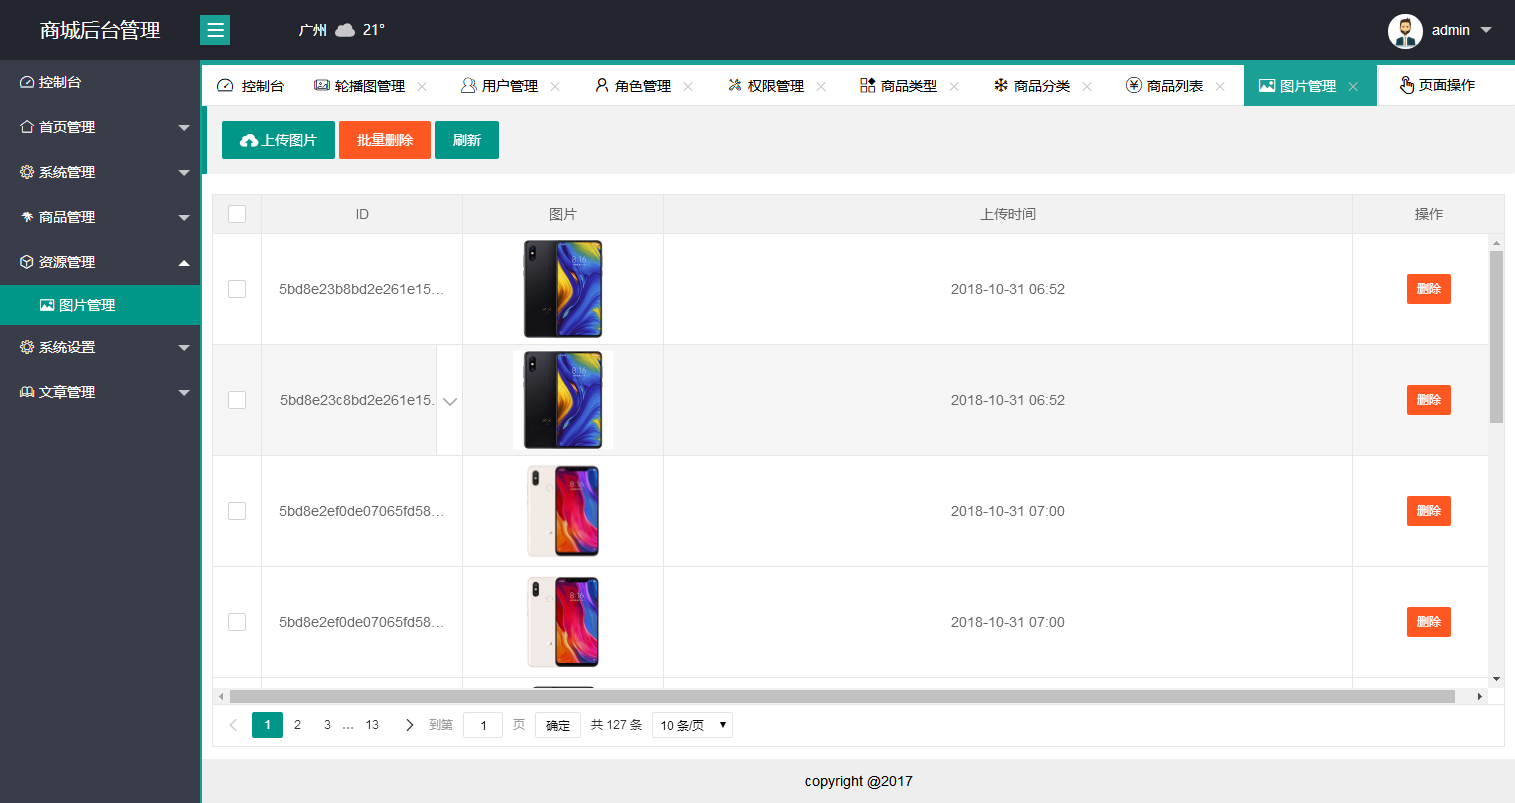 商城后台管理
广州 21°
admin
控制台
首页管理
系统管理
商品管理
资源管理
图片管理
系统设置
文章管理
控制台 轮播图管理 用户管理 角色管理 权限管理 商品类型 商品分类 商品列表 图片管理 页面操作
上传图片 批量删除 刷新
ID 图片 上传时间 操作
5bd8e23b8bd2e261e15... 2018-10-31 06:52 删除
5bd8e23c8bd2e261e15. 2018-10-31 06:52 删除
5bd8e2ef0de07065fd58... 2018-10-31 07:00 删除
5bd8e2ef0de07065fd58... 2018-10-31 07:00 删除
1 2 3 ... 13 到第 1 页 确定 共 127 条 10 条/页
copyright @2017